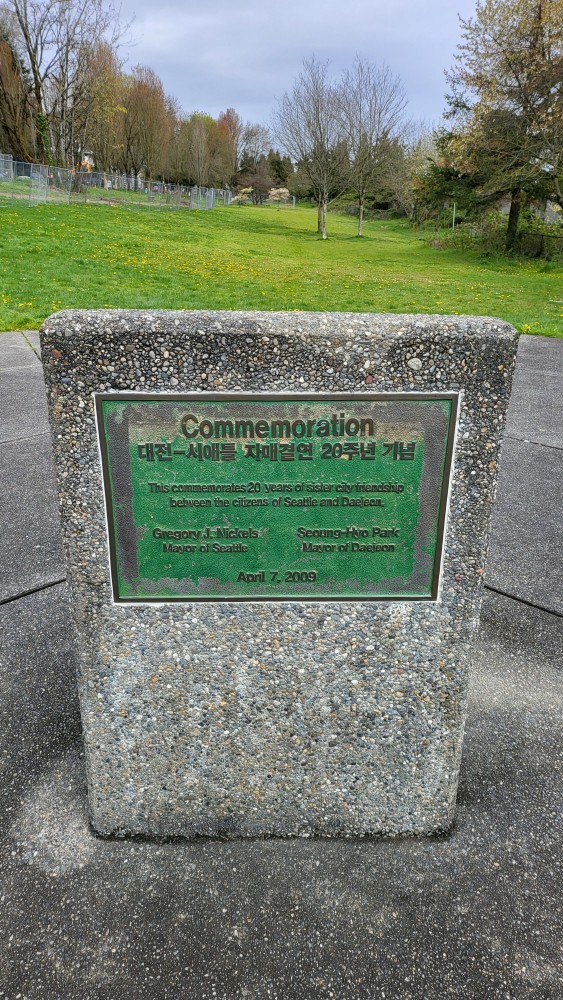 Commemoration
대전-시애틀 자매결연 20주년 기념
This commemorates 20 years of sister city friendship
between the citizens of Seattle and Daejeon.
Gregory J. Nickels Seoung-Hyo Park
Mayor of Seattle Mayor of Daejeon
April 7, 2009